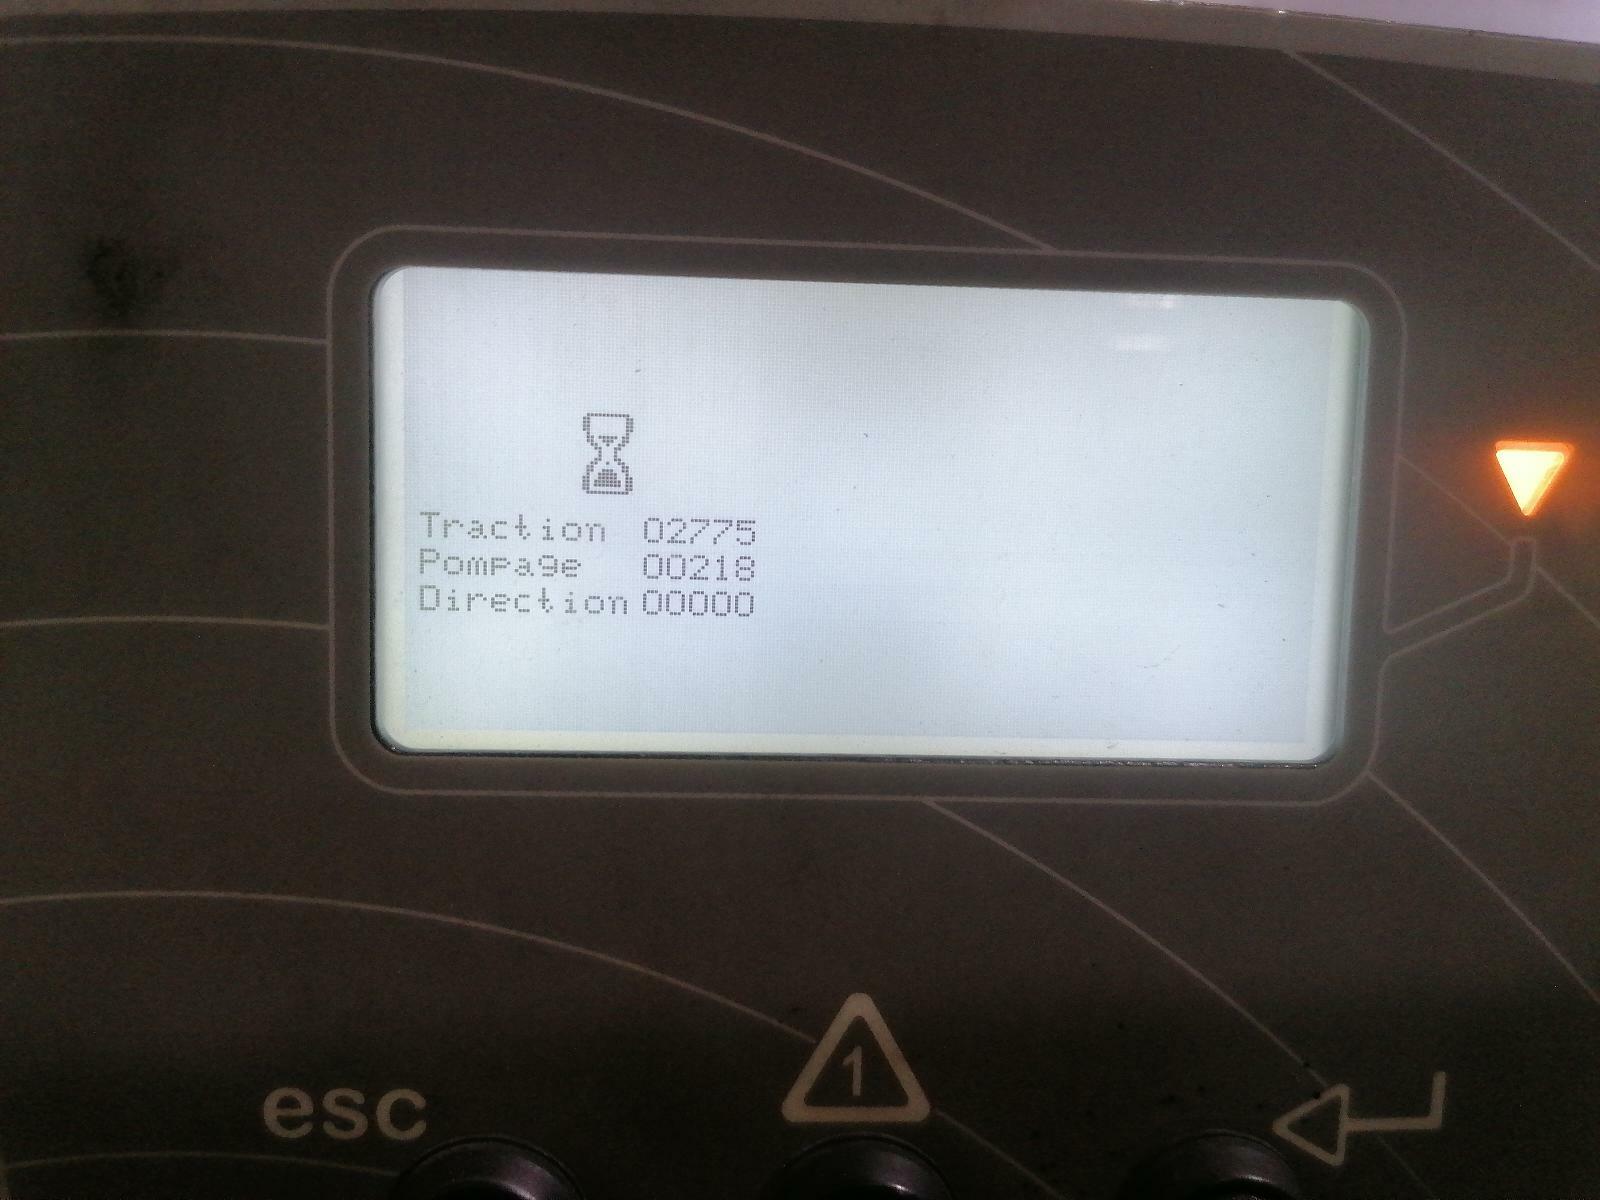 Traction 02775
Pompage 00218
Direction 00000
esc
1